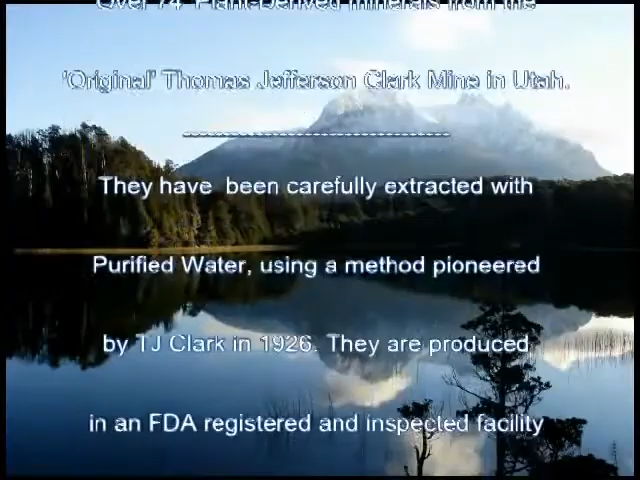 Over 74 Plant-Derived minerals from the
'Original' Thomas Jefferson Clark Mine in Utah.
They have been carefully extracted with
Purified Water, using a method pioneered
by TJ Clark in 1926. They are produced
in an FDA registered and inspected facility